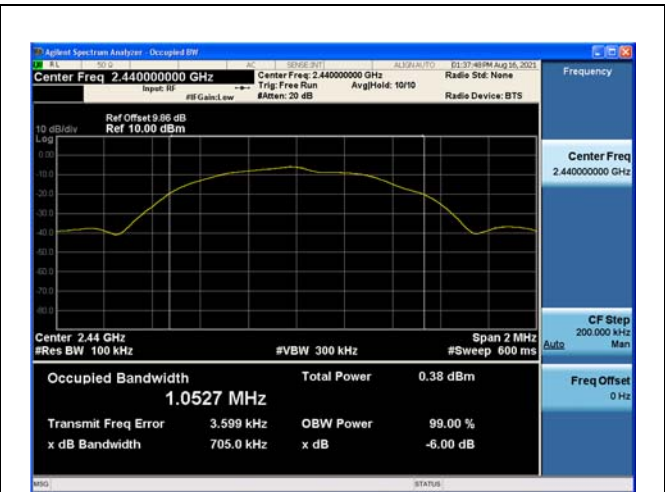 Agilent Spectrum Analyzer - Occupied BW
RL 50 Ω AC SENSE:INT ALIGN AUTO 01:37:48 PM Aug 16, 2021
Center Freq 2.440000000 GHz
Input: RF
#IFGain:Low
Center Freq: 2.440000000 GHz
Trig: Free Run Avg|Hold: 10/10
#Atten: 20 dB
Radio Std: None
Radio Device: BTS
Ref Offset 9.86 dB
10 dB/div Ref 10.00 dBm
Log
0.00
-10.0
-20.0
-30.0
-40.0
-50.0
-60.0
-70.0
-80.0
Center 2.44 GHz Span 2 MHz
#Res BW 100 kHz #VBW 300 kHz #Sweep 600 ms
Occupied Bandwidth Total Power 0.38 dBm
1.0527 MHz
Transmit Freq Error 3.599 kHz OBW Power 99.00 %
x dB Bandwidth 705.0 kHz x dB -6.00 dB
MSG STATUS
Frequency
Center Freq
2.440000000 GHz
CF Step
200.000 kHz
Auto Man
Freq Offset
0 Hz